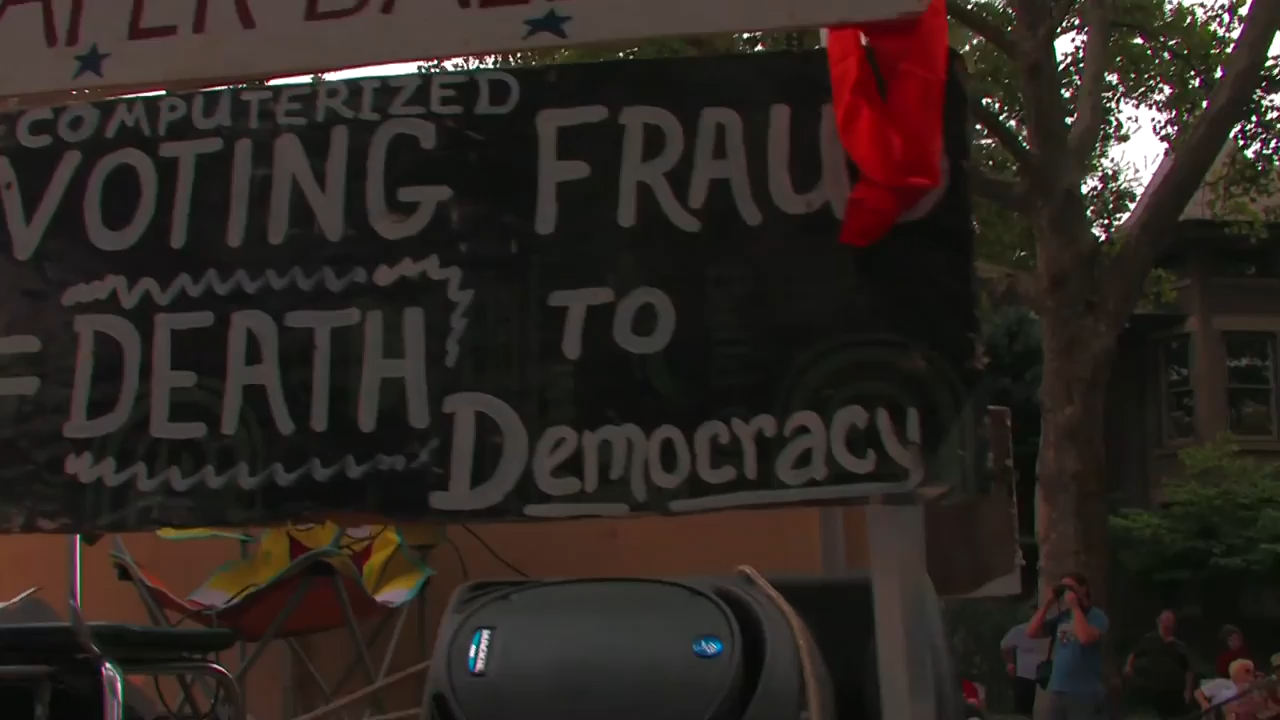 COMPUTERIZED
VOTING FRAU
= DEATH TO
Democracy